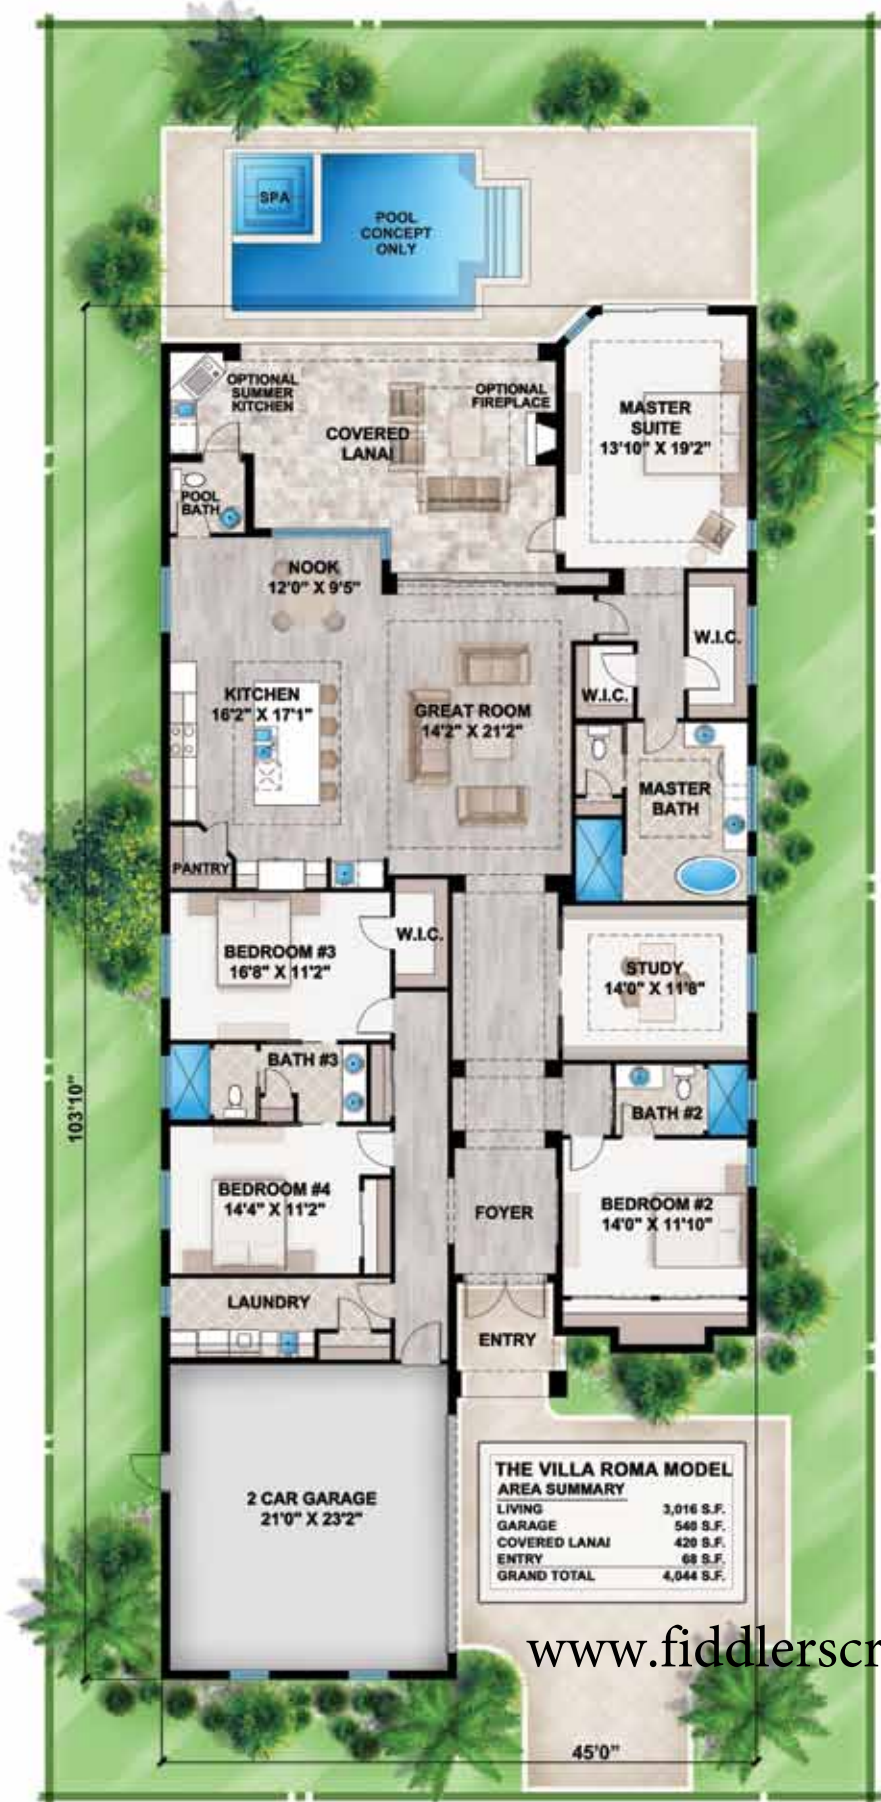 SPA
POOL
CONCEPT
ONLY
OPTIONAL
SUMMER
KITCHEN
OPTIONAL
FIREPLACE
COVERED
LANAI
MASTER
SUITE
13'10" X 19'2"
POOL
BATH
NOOK
12'0" X 9'5"
W.I.C.
W.I.C.
KITCHEN
16'2" X 17'1"
GREAT ROOM
14'2" X 21'2"
MASTER
BATH
PANTRY
BEDROOM #3
16'8" X 11'2"
W.I.C.
STUDY
14'0" X 11'8"
BATH #3
BATH #2
103'10"
BEDROOM #4
14'4" X 11'2"
FOYER
BEDROOM #2
14'0" X 11'10"
LAUNDRY
ENTRY
2 CAR GARAGE
21'0" X 23'2"
THE VILLA ROMA MODEL
AREA SUMMARY
LIVING 3,016 S.F.
GARAGE 540 S.F.
COVERED LANAI 420 S.F.
ENTRY 68 S.F.
GRAND TOTAL 4,044 S.F.
www.fiddlerscr
45'0"